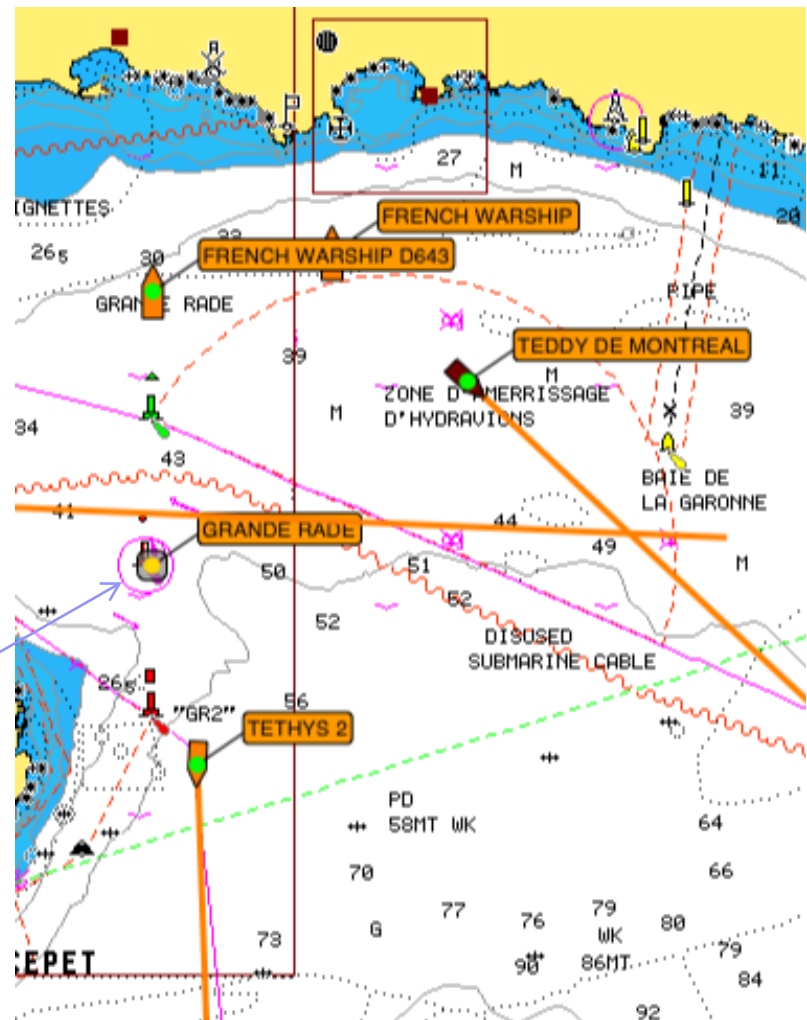 27
M
11
20
IGNETTES
FRENCH WARSHIP
26₅
30
FRENCH WARSHIP D643
GRANDE RADE
PIPE
39
TEDDY DE MONTREAL
M
ZONE D'AMERRISSAGE
D'HYDRAVIONS
M
39
34
43
BAIE DE
LA GARONNE
41
GRANDE RADE
44
49
M
50
51
52
52
DISUSED
SUBMARINE CABLE
26₅
"GR2"
56
TETHYS 2
PD
58MT WK
64
70
66
77
76
79
WK
80
G
73
79
90
86MT
84
EPET
92